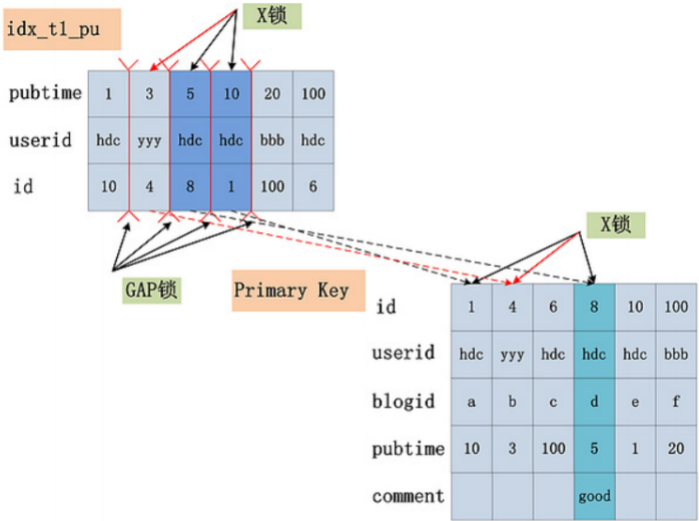 idx_t1_pu
X锁
pubtime 1 3 5 10 20 100
userid hdc yyy hdc hdc bbb hdc
id 10 4 8 1 100 6
GAP锁
X锁
Primary Key
id 1 4 6 8 10 100
userid hdc yyy hdc hdc hdc bbb
blogid a b c d e f
pubtime 10 3 100 5 1 20
comment good